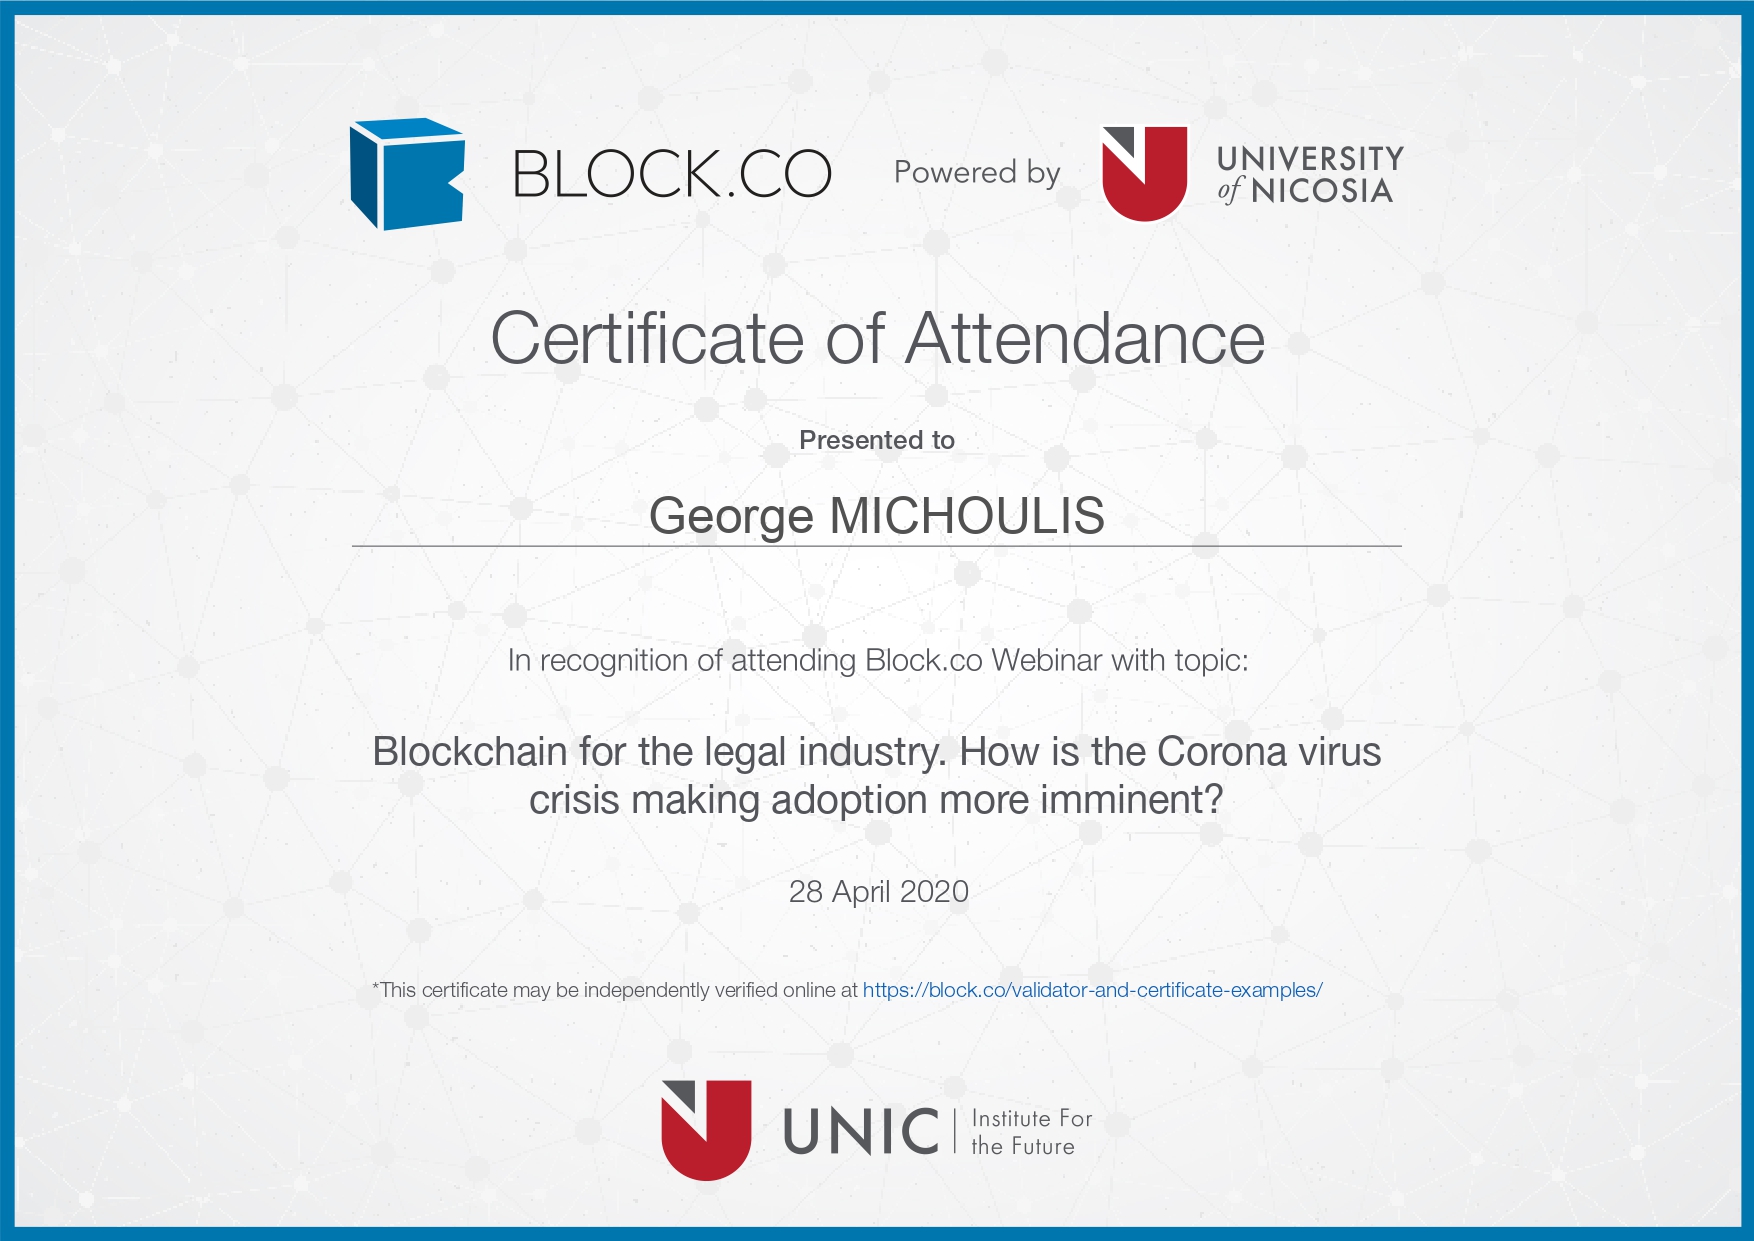 BLOCK.CO Powered by UNIVERSITY of NICOSIA
Certificate of Attendance
Presented to
George MICHOULIS
In recognition of attending Block.co Webinar with topic:
Blockchain for the legal industry. How is the Corona virus
crisis making adoption more imminent?
28 April 2020
*This certificate may be independently verified online at https://block.co/validator-and-certificate-examples/
UNIC Institute For
the Future